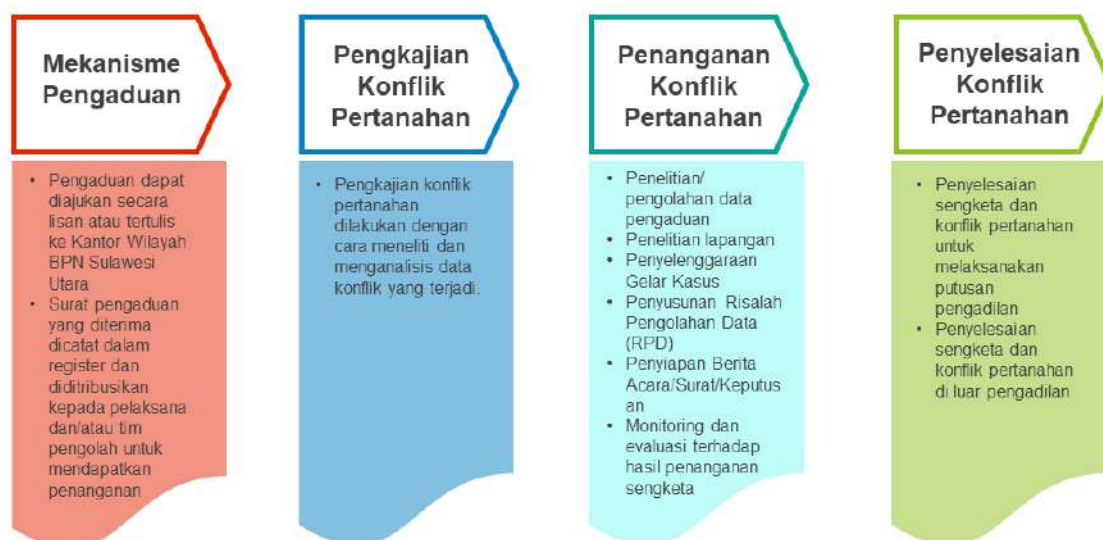 Mekanisme
Pengaduan
• Pengaduan dapat
diajukan secara
lisan atau tertulis
ke Kantor Wilayah
BPN Sulawesi
Utara
• Surat pengaduan
yang diterima
dicatat dalam
register dan
diditribusikan
kepada pelaksana
dan/atau tim
pengolah untuk
mendapatkan
penanganan
Pengkajian
Konflik
Pertanahan
• Pengkajian konflik
pertanahan
dilakukan dengan
cara meneliti dan
menganalisis data
konflik yang terjadi.
Penanganan
Konflik
Pertanahan
• Penelitian/
pengolahan data
pengaduan
• Penelitian lapangan
• Penyelenggaraan
Gelar Kasus
• Penyusunan Risalah
Pengolahan Data
(RPD)
• Penyiapan Berita
Acara/Surat/Keputus
an
• Monitoring dan
evaluasi terhadap
hasil penanganan
sengketa
Penyelesaian
Konflik
Pertanahan
• Penyelesaian
sengketa dan
konflik pertanahan
untuk
melaksanakan
putusan
pengadilan
• Penyelesaian
sengketa dan
konflik pertanahan
di luar pengadilan